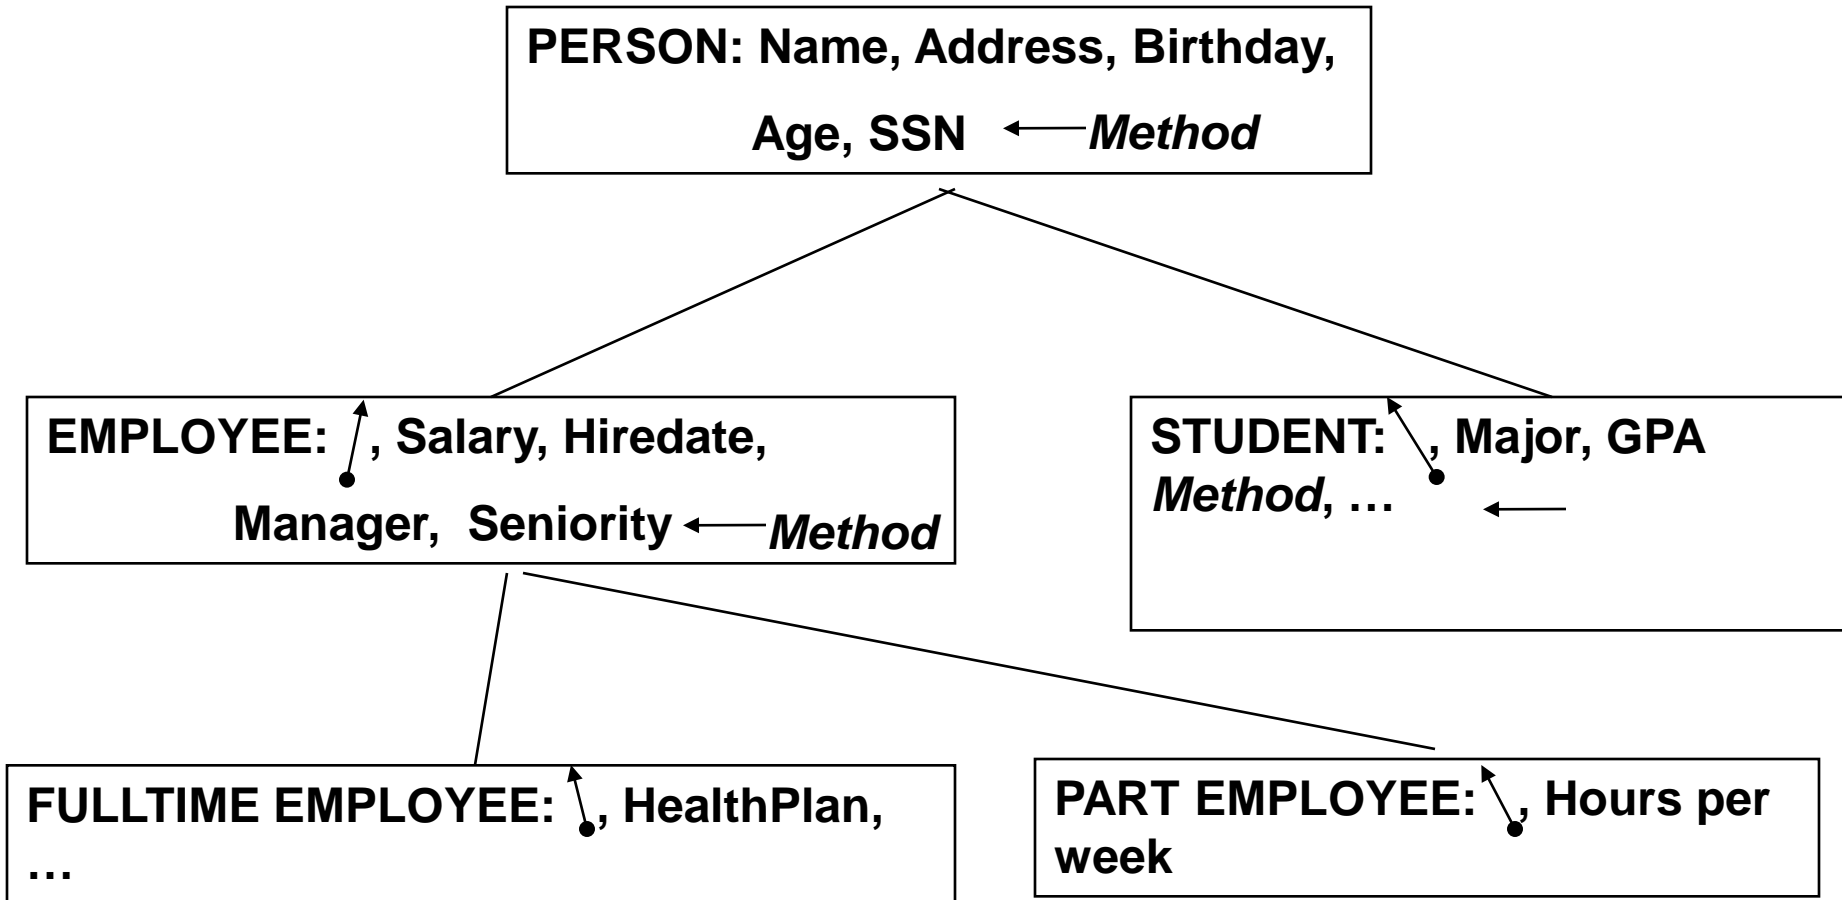 PERSON: Name, Address, Birthday,
Age, SSN Method
EMPLOYEE: , Salary, Hiredate,
Manager, Seniority Method
STUDENT: , Major, GPA
Method, …
FULLTIME EMPLOYEE: , HealthPlan,
…
PART EMPLOYEE: , Hours per
week